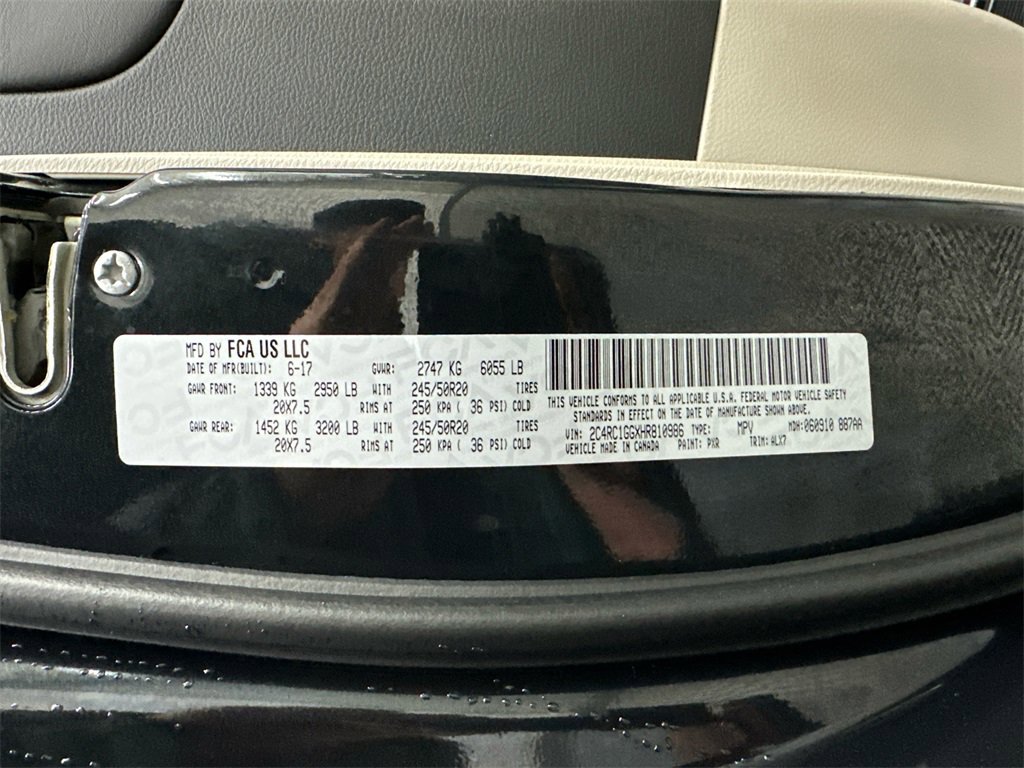 MFD BY FCA US LLC
DATE OF MFR(BUILT): 6-17 GVWR: 2747 KG 6055 LB
GAWR FRONT: 1339 KG 2950 LB WITH 245/50R20 TIRES
20X7.5 RIMS AT 250 KPA ( 36 PSI) COLD
GAWR REAR: 1452 KG 3200 LB WITH 245/50R20 TIRES
20X7.5 RIMS AT 250 KPA ( 36 PSI) COLD
THIS VEHICLE CONFORMS TO ALL APPLICABLE U.S.A. FEDERAL MOTOR VEHICLE SAFETY
STANDARDS IN EFFECT ON THE DATE OF MANUFACTURE SHOWN ABOVE.
VIN: 2C4RC1GGXHR810986 TYPE: MPV MDH:060910 887AA
VEHICLE MADE IN CANADA PAINT: PXR TRIM: ALX7